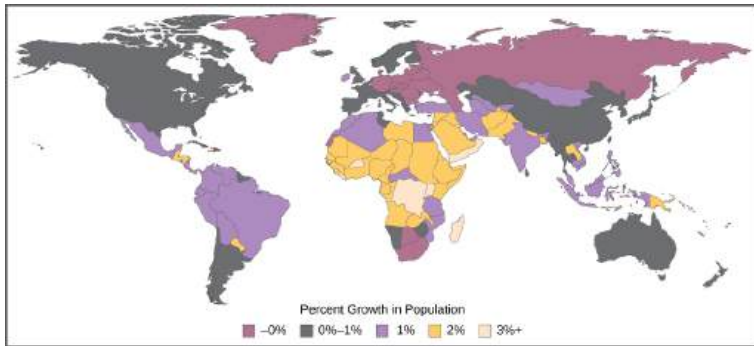 Percent Growth in Population
–0% 0%–1% 1% 2% 3%+